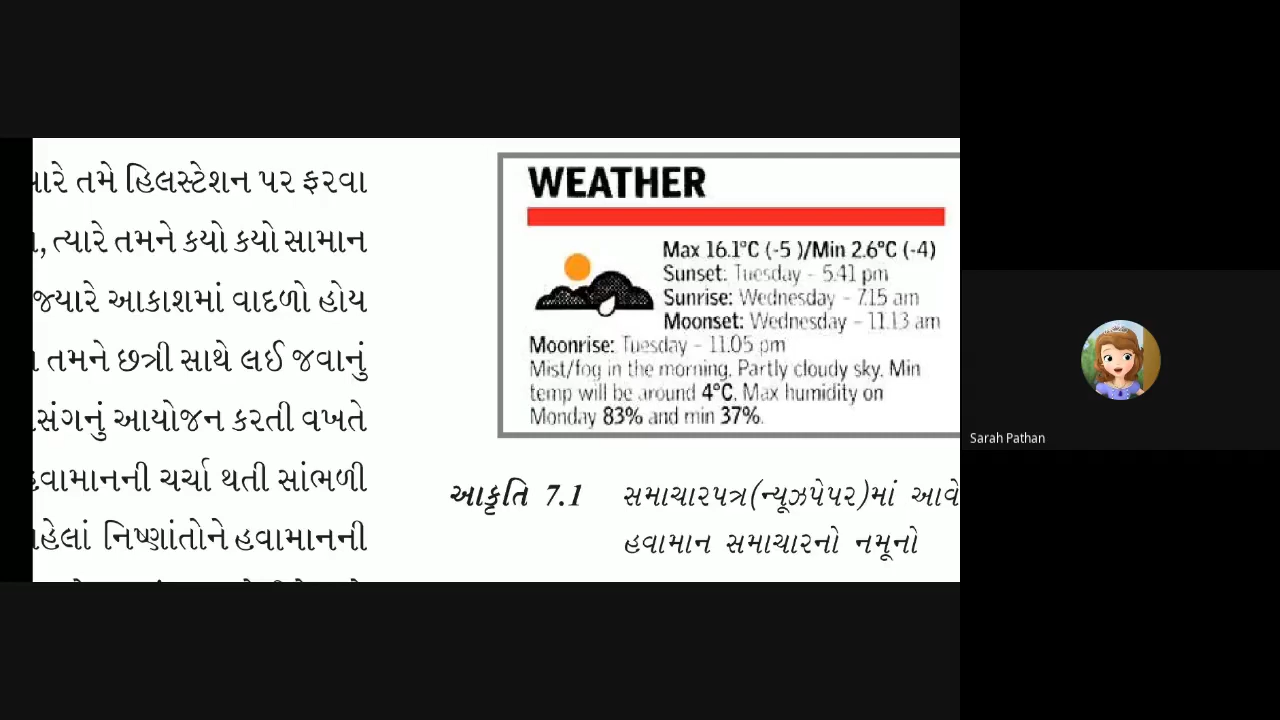 તમે હિલસ્ટેશન પર ફરવા
ત્યારે તમને કયો કયો સામાન
જ્યારે આકાશમાં વાદળો હોય
તમને છત્રી સાથે લઈ જવાનું
આયોજન કરતી વખતે
ચર્ચા થતી સાંભળી
નિષ્ણાંતોને હવામાનની
WEATHER
Max 16.1°C (-5 )/Min 2.6°C (-4)
Sunset: Tuesday - 5.41 pm
Sunrise: Wednesday - 7.15 am
Moonset: Wednesday - 11.13 am
Moonrise: Tuesday - 11.05 pm
Mist/fog in the morning. Partly cloudy sky. Min
temp will be around 4°C. Max humidity on
Monday 83% and min 37%.
આકૃતિ 7.1 સમાચારપત્ર(ન્યૂઝપેપર)માં
હવામાન સમાચારનો નમૂનો
Sarah Pathan